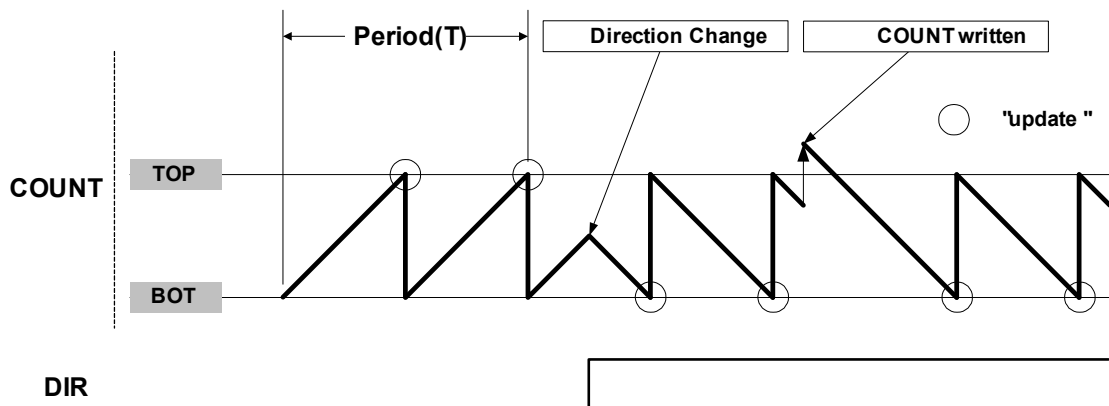 Period(T)
Direction Change
COUNT written
"update "
TOP
COUNT
BOT
DIR